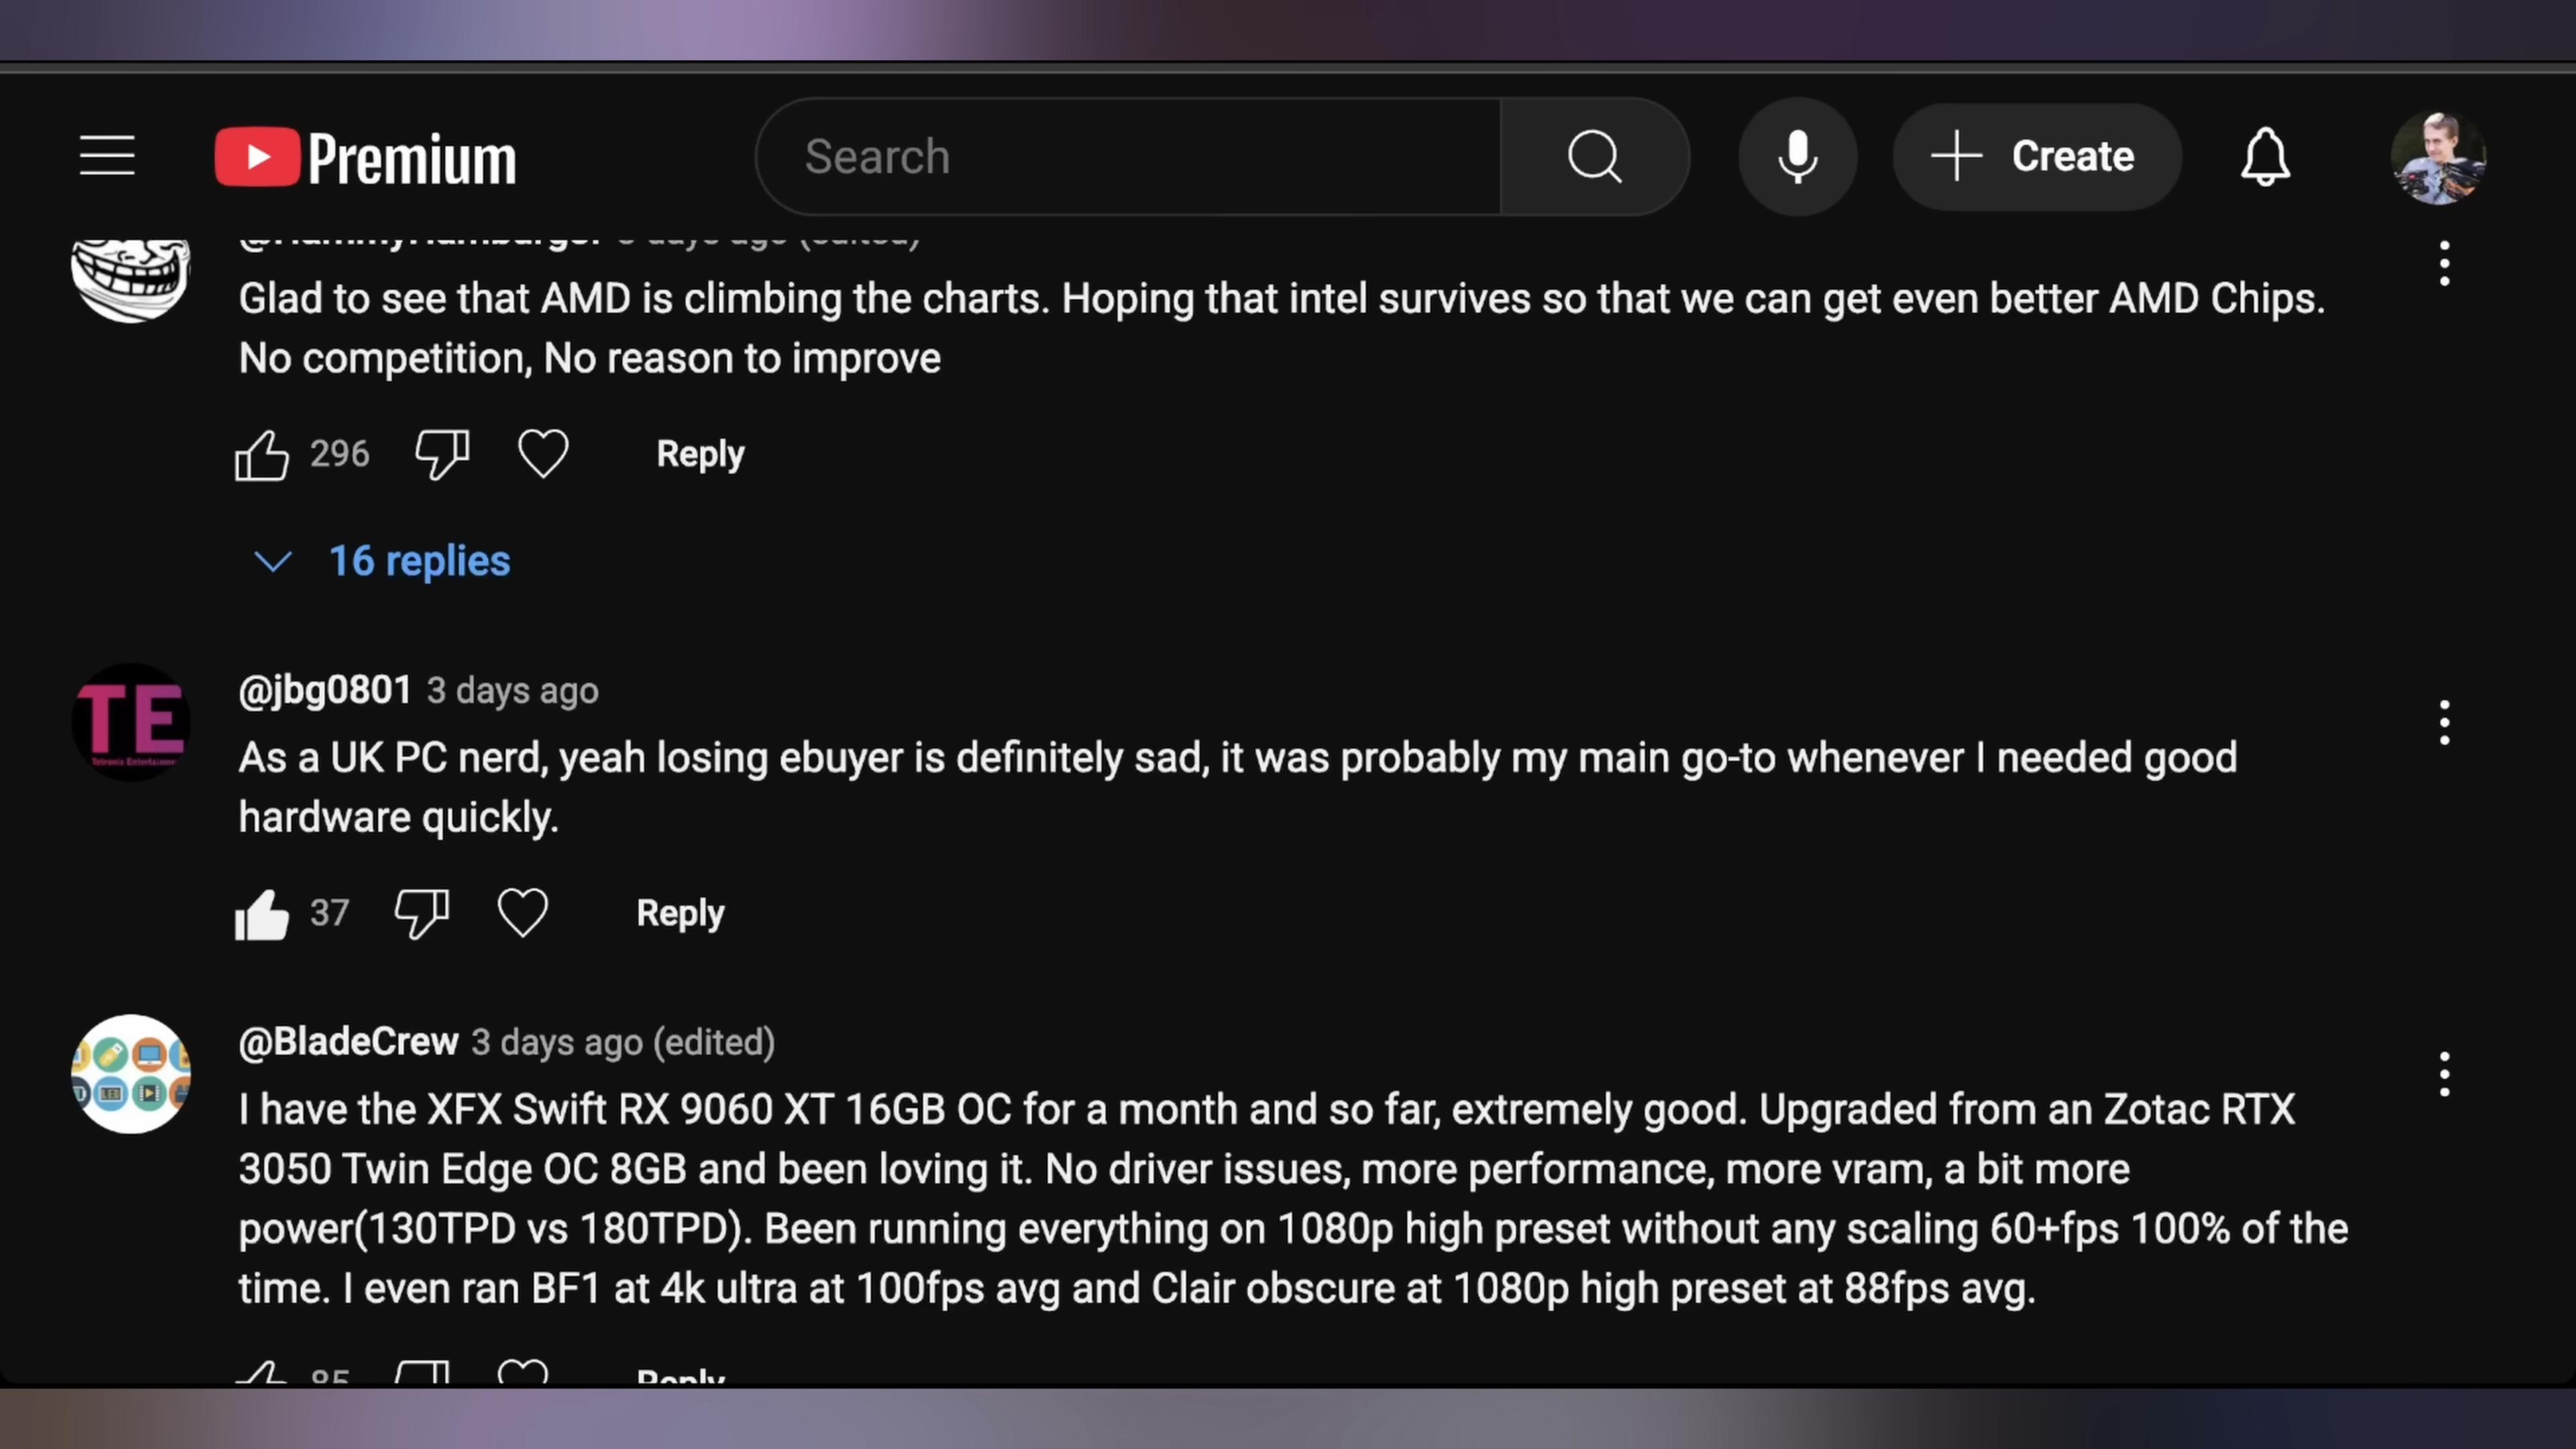 Premium
Search
Create
Glad to see that AMD is climbing the charts. Hoping that intel survives so that we can get even better AMD Chips.
No competition, No reason to improve
296
Reply
16 replies
TE
@jbg0801 3 days ago
As a UK PC nerd, yeah losing ebuyer is definitely sad, it was probably my main go-to whenever I needed good
hardware quickly.
37
Reply
@BladeCrew 3 days ago (edited)
I have the XFX Swift RX 9060 XT 16GB OC for a month and so far, extremely good. Upgraded from an Zotac RTX
3050 Twin Edge OC 8GB and been loving it. No driver issues, more performance, more vram, a bit more
power(130TPD vs 180TPD). Been running everything on 1080p high preset without any scaling 60+fps 100% of the
time. I even ran BF1 at 4k ultra at 100fps avg and Clair obscure at 1080p high preset at 88fps avg.
85
Reply